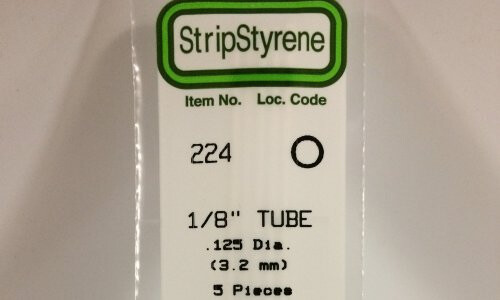 StripStyrene
Item No. Loc. Code
224
1/8" TUBE
.125 Dia.
(3.2 mm)
5 Pieces